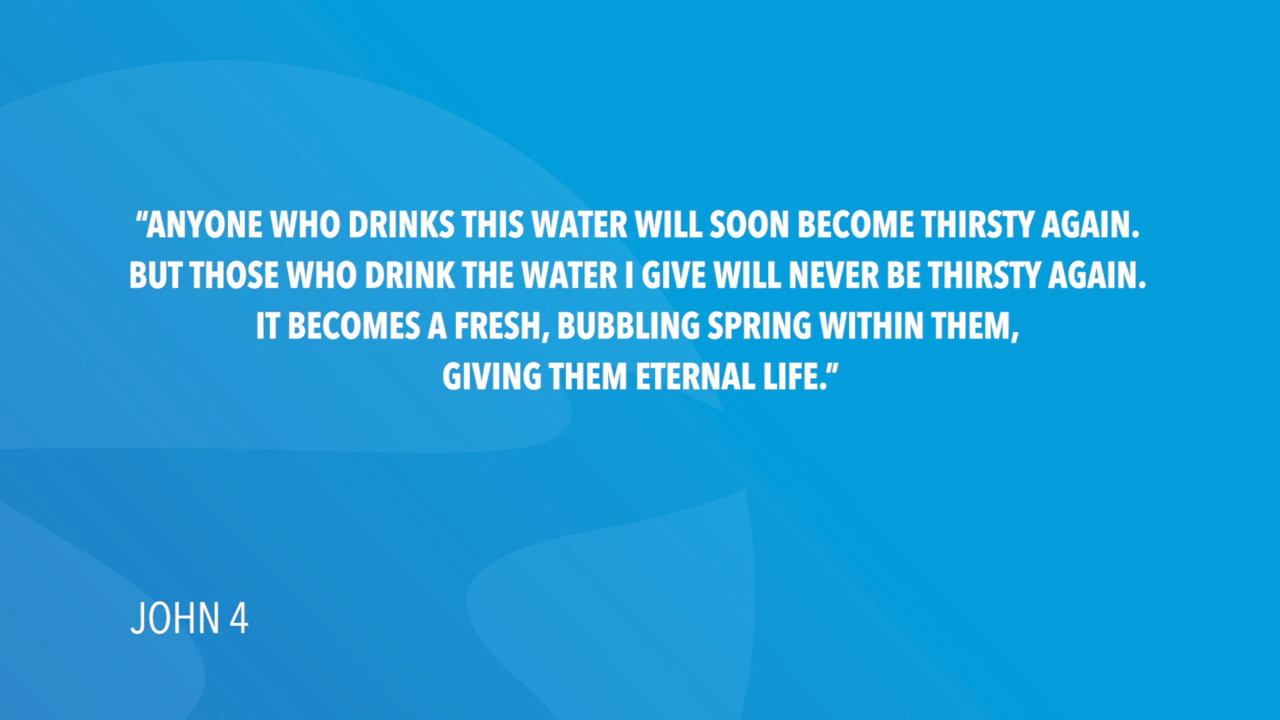 “ANYONE WHO DRINKS THIS WATER WILL SOON BECOME THIRSTY AGAIN.
BUT THOSE WHO DRINK THE WATER I GIVE WILL NEVER BE THIRSTY AGAIN.
IT BECOMES A FRESH, BUBBLING SPRING WITHIN THEM,
GIVING THEM ETERNAL LIFE.”
JOHN 4